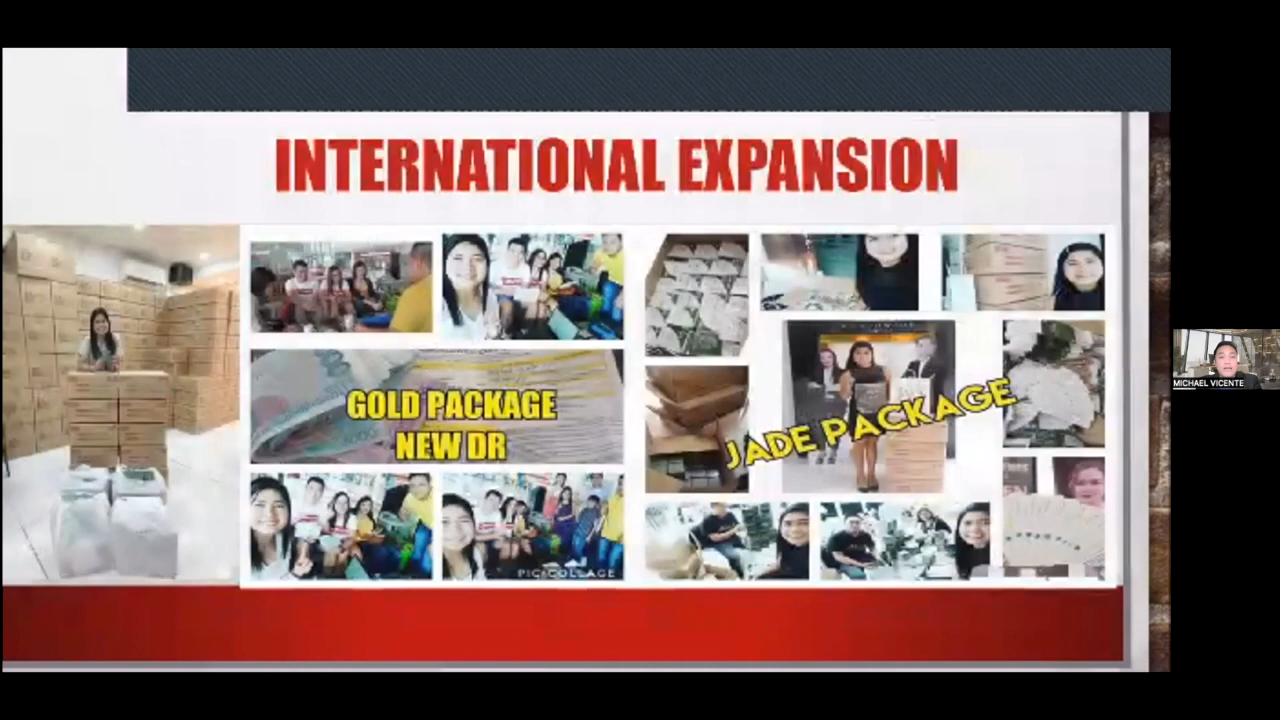 INTERNATIONAL EXPANSION
GOLD PACKAGE
NEW DR
JADE PACKAGE
PIC•COLLAGE
MICHAEL VICENTE